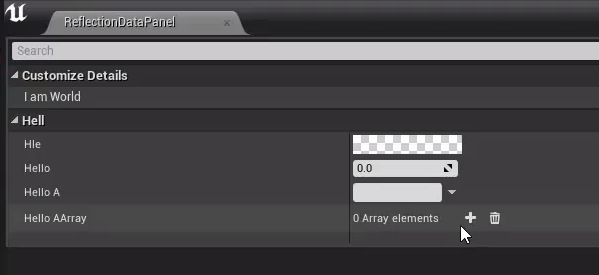 ReflectionDataPanel
Search
Customize Details
I am World
Hell
Hle
Hello 0.0
Hello A
Hello AArray 0 Array elements